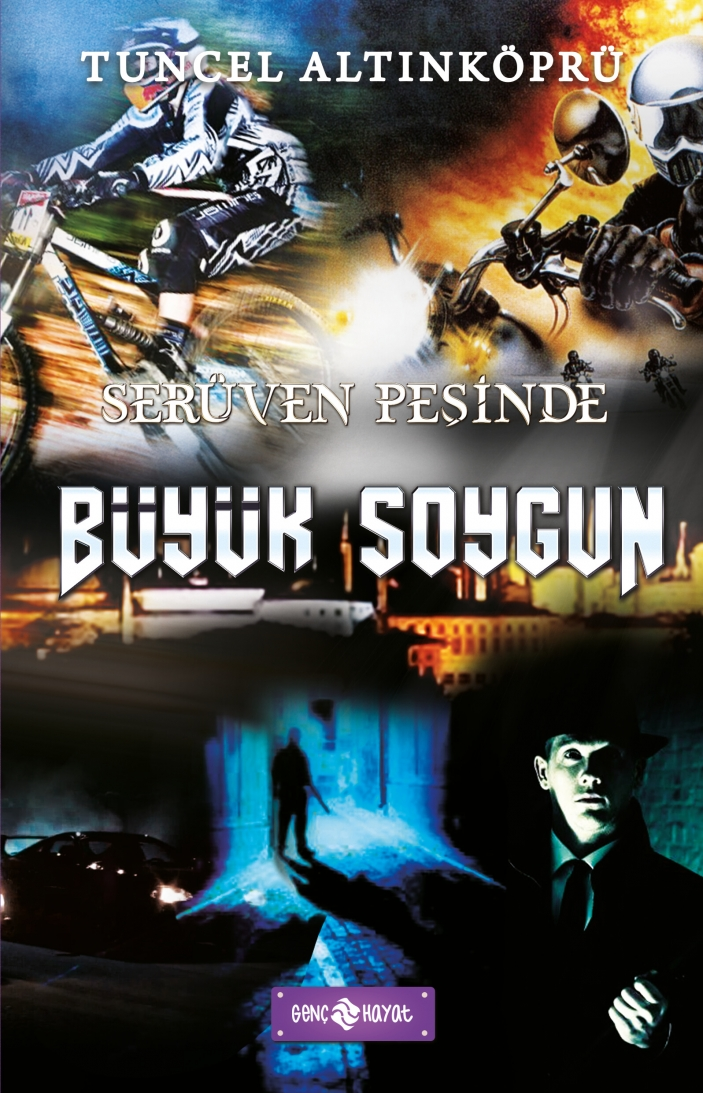 TUNCEL ALTINKÖPRÜ
SERÜVEN PEŞİNDE
BÜYÜK SOYGUN
GENÇ HAYAT